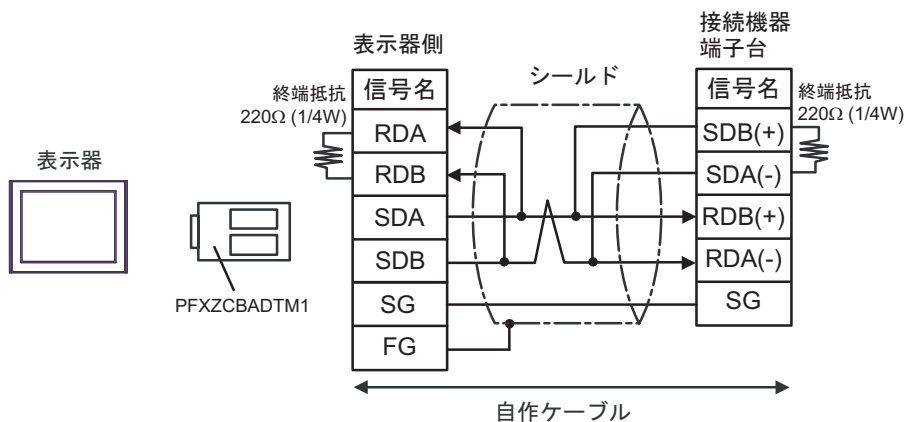 接続機器
端子台
表示器側
シールド
信号名
信号名
終端抵抗
220Ω (1/4W)
終端抵抗
220Ω (1/4W)
RDA
SDB(+)
RDB
SDA(-)
表示器
SDA
RDB(+)
SDB
RDA(-)
PFXZCBADTM1
SG
SG
FG
自作ケーブル